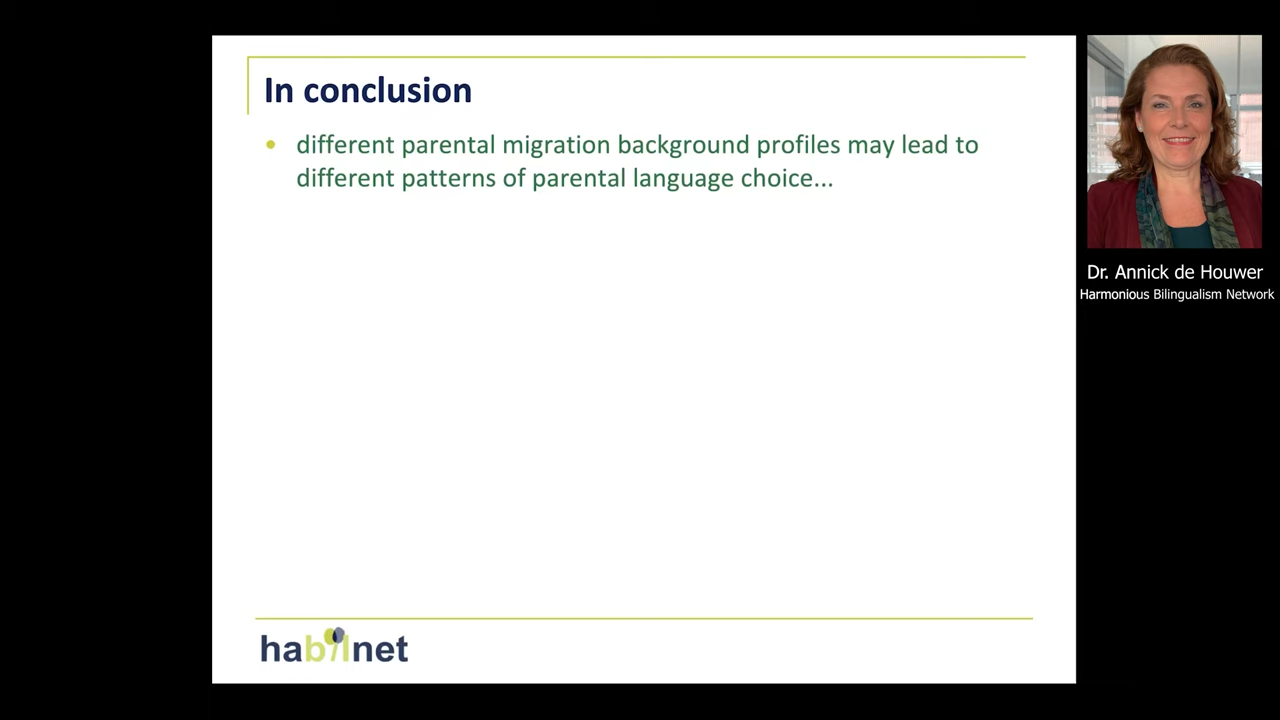 In conclusion
• different parental migration background profiles may lead to
different patterns of parental language choice...
habilnet
Dr. Annick de Houwer
Harmonious Bilingualism Network